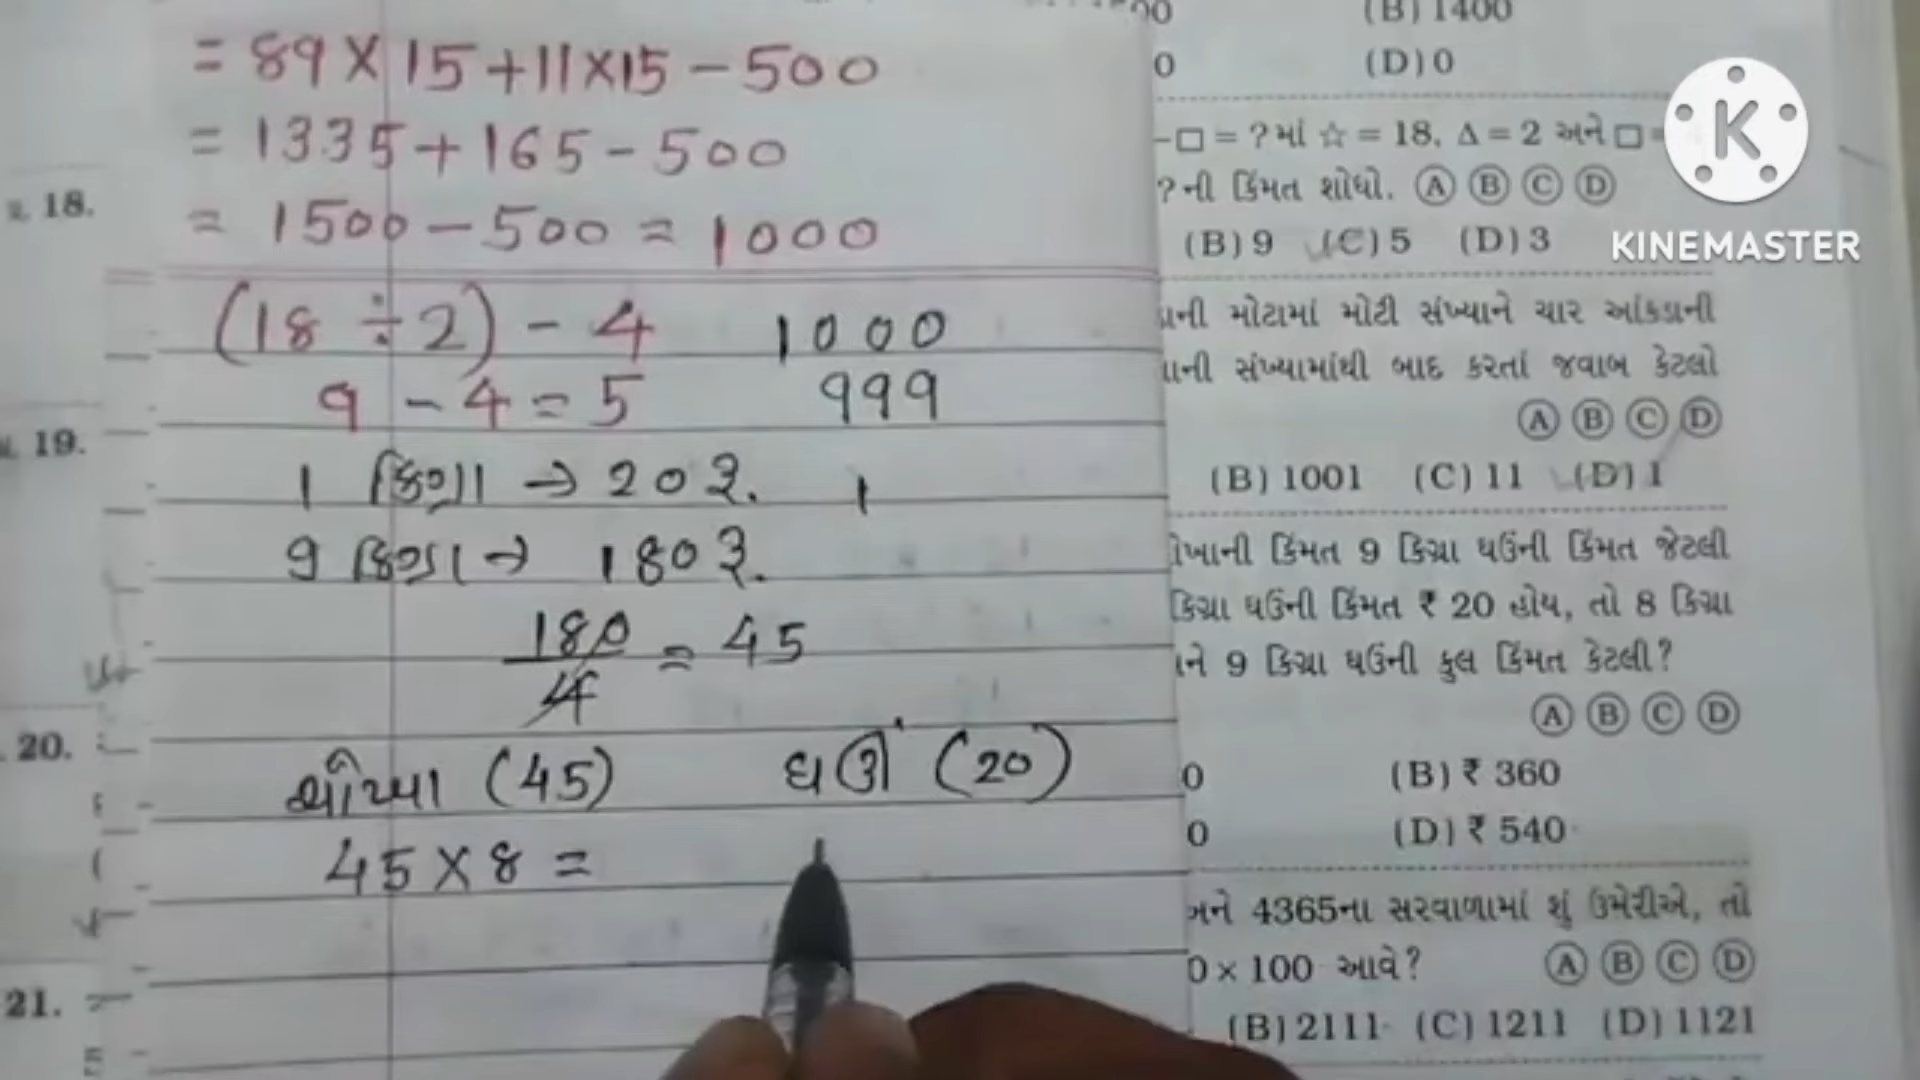 = 89 × 15 + 11 × 15 - 500
= 1335 + 165 - 500
= 1500 - 500 = 1000
(18 ÷ 2) - 4
9 - 4 = 5
1000
999
1
1 કિગ્રા → 20 રૂ.
9 કિગ્રા → 180 રૂ.
180/4 = 45
ચોખા (45)
ઘઉં (20)
45 × 8 =
18.
19.
20.
21.
00 (B) 1400
0 (D) 0
-□ = ? માં ☆ = 18, Δ = 2 અને □
? ની કિંમત શોધો. Ⓐ Ⓑ Ⓒ Ⓓ
(B) 9 (C) 5 (D) 3
મોટામાં મોટી સંખ્યાને ચાર આંકડાની
સંખ્યામાંથી બાદ કરતાં જવાબ કેટલો
Ⓐ Ⓑ Ⓒ Ⓓ
(B) 1001 (C) 11 (D) 1
કિંમત 9 કિગ્રા ઘઉંની કિંમત જેટલી
કિગ્રા ઘઉંની કિંમત ₹ 20 હોય, તો 8 કિગ્રા
9 કિગ્રા ઘઉંની કુલ કિંમત કેટલી?
Ⓐ Ⓑ Ⓒ Ⓓ
0 (B) ₹ 360
0 (D) ₹ 540
અને 4365ના સરવાળામાં શું ઉમેરીએ, તો
0 × 100 આવે? Ⓐ Ⓑ Ⓒ Ⓓ
(B) 2111 (C) 1211 (D) 1121
K
KINEMASTER